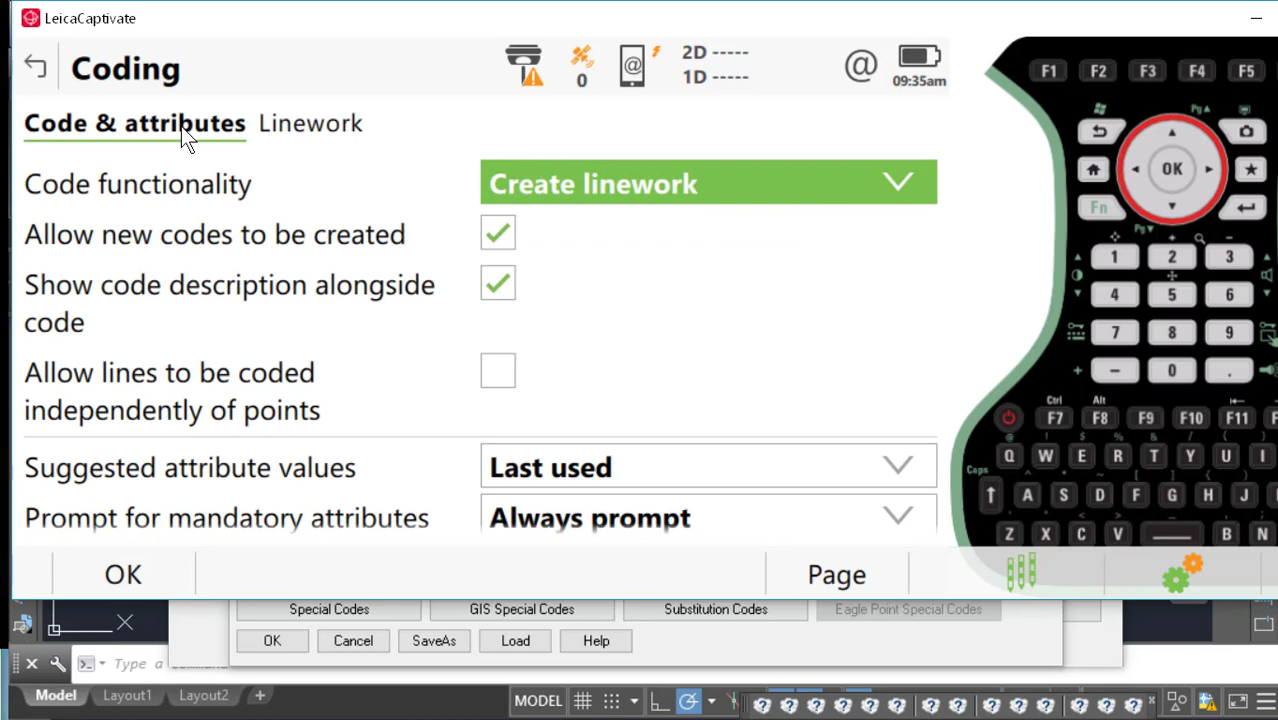 LeicaCaptivate
Coding
0
@
2D -----
1D -----
@
09:35am
Code & attributes Linework
Code functionality
Create linework
Allow new codes to be created
Show code description alongside
code
Allow lines to be coded
independently of points
Suggested attribute values
Last used
Prompt for mandatory attributes
Always prompt
OK
Page
F1 F2 F3 F4 F5
Pg
OK
Fn
Pg
1 2 3
4 5 6
7 8 9
0 .
Ctrl Alt
F7 F8 F9 F10 F11
@ ! $ % &
Q W E R T Y U I
Caps
A S D F G H J
Z X C V B N
Special Codes GIS Special Codes Substitution Codes Eagle Point Special Codes
OK Cancel SaveAs Load Help
Type a
Model Layout1 Layout2 +
MODEL